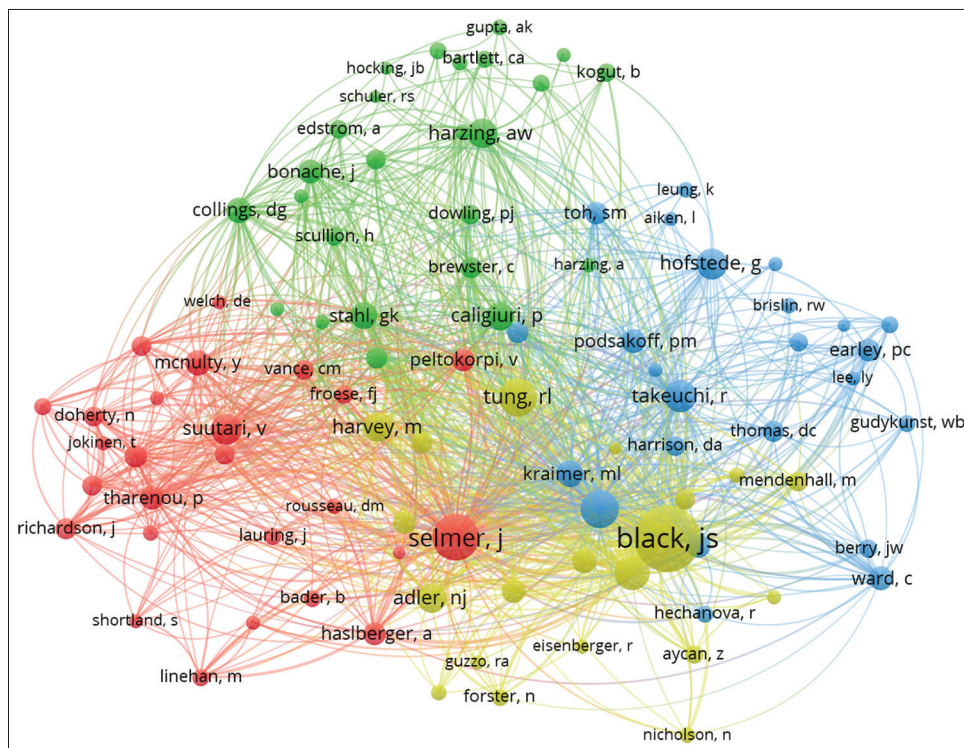 gupta, ak
bartlett, ca
hocking, jb
kogut, b
schuler, rs
edstrom, a
harzing, aw
bonache, j
leung, k
collings, dg
dowling, pj
toh, sm
aiken, l
scullion, h
brewster, c
harzing, a
hofstede, g
welch, de
stahl, gk
caligiuri, p
brislin, rw
podsakoff, pm
earley, pc
mcnulty, y
vance, cm
peltokorpi, v
lee, ly
froese, fj
tung, rl
takeuchi, r
doherty, n
suutari, v
harvey, m
gudykunst, wb
jokinen, t
harrison, da
thomas, dc
kraimer, ml
mendenhall, m
tharenou, p
rousseau, dm
richardson, j
lauring, j
selmer, j
black, js
berry, jw
ward, c
bader, b
adler, nj
shortland, s
hechanova, r
haslberger, a
eisenberger, r
aycan, z
guzzo, ra
linehan, m
forster, n
nicholson, n